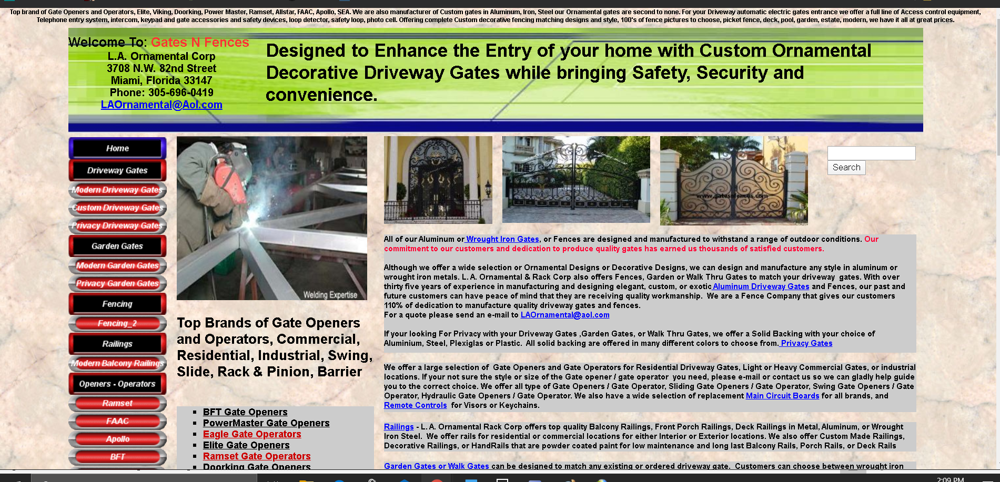 Top brand of Gate Openers and Operators, Elite, Viking, Doorking, Power Master, Ramset, Allstar, FAAC, Apollo, SEA. We are also manufacturer of Custom gates in Aluminum, Iron, Steel our Ornamental gates are second to none. For your Driveway automatic electric gates entrance we offer a full line of Access control equipment,
Telephone entry system, intercom, keypad and gate accessories and safety devices, loop detector, safety loop, photo cell. Offering complete Custom decorative fencing matching designs and style, 100's of fence pictures to choose, picket fence, deck, pool, garden, estate, modern, we have it all at great prices.
Welcome To: Gates N Fences
L.A. Ornamental Corp
3708 N.W. 82nd Street
Miami, Florida 33147
Phone: 305-696-0419
LAOrnamental@Aol.com
Designed to Enhance the Entry of your home with Custom Ornamental
Decorative Driveway Gates while bringing Safety, Security and
convenience.
Home
Driveway Gates
Modern Driveway Gates
Custom Driveway Gates
Privacy Driveway Gates
Garden Gates
Modern Garden Gates
Privacy Garden Gates
Fencing
Fencing_2
Railings
Modern Balcony Railings
Openers - Operators
Ramset
FAAC
Apollo
BFT
Welding Expertise
Top Brands of Gate Openers
and Operators, Commercial,
Residential, Industrial, Swing,
Slide, Rack & Pinion, Barrier
BFT Gate Openers
PowerMaster Gate Openers
Eagle Gate Operators
Elite Gate Openers
Ramset Gate Operators
Doorking Gate Openers
www.gatesnfences.com
Search
All of our Aluminum or Wrought Iron Gates, or Fences are designed and manufactured to withstand a range of outdoor conditions. Our
commitment to our customers and dedication to produce quality gates has earned us thousands of satisfied customers.
Although we offer a wide selection or Ornamental Designs or Decorative Designs, we can design and manufacture any style in aluminum or
wrought iron metals. L. A. Ornamental & Rack Corp also offers Fences, Garden or Walk Thru Gates to match your driveway gates. With over
thirty five years of experience in manufacturing and designing elegant, custom, or exotic Aluminum Driveway Gates and Fences, our past and
future customers can have peace of mind that they are receiving quality workmanship. We are a Fence Company that gives our customers
110% of dedication to manufacture quality driveway gates and fences.
For a quote please send an e-mail to LAOrnamental@aol.com
If your looking For Privacy with your Driveway Gates ,Garden Gates, or Walk Thru Gates, we offer a Solid Backing with your choice of
Aluminium, Steel, Plexiglas or Plastic. All solid backing are offered in many different colors to choose from. Privacy Gates
We offer a large selection of Gate Openers and Gate Operators for Residential Driveway Gates, Light or Heavy Commercial Gates, or industrial
locations. If your not sure the style or size of the Gate opener / gate operator you need, please e-mail or contact us so we can gladly help guide
you to the correct choice. We offer all type of Gate Openers / Gate Operator, Sliding Gate Openers / Gate Operator, Swing Gate Openers / Gate
Operator, Hydraulic Gate Openers / Gate Operator. We also have a wide selection of replacement Main Circuit Boards for all brands, and
Remote Controls for Visors or Keychains.
Railings - L. A. Ornamental Rack Corp offers top quality Balcony Railings, Front Porch Railings, Deck Railings in Metal, Aluminum, or Wrought
Iron Steel. We offer rails for residential or commercial locations for either Interior or Exterior locations. We also offer Custom Made Railings,
Decorative Railings, or HandRails that are powder coated paint for low maintenance and long last Balcony Rails, Porch Rails, or Deck Rails
Garden Gates or Walk Gates can be designed to match any existing or ordered driveway gate. Customers can choose between wrought iron
2:09 PM